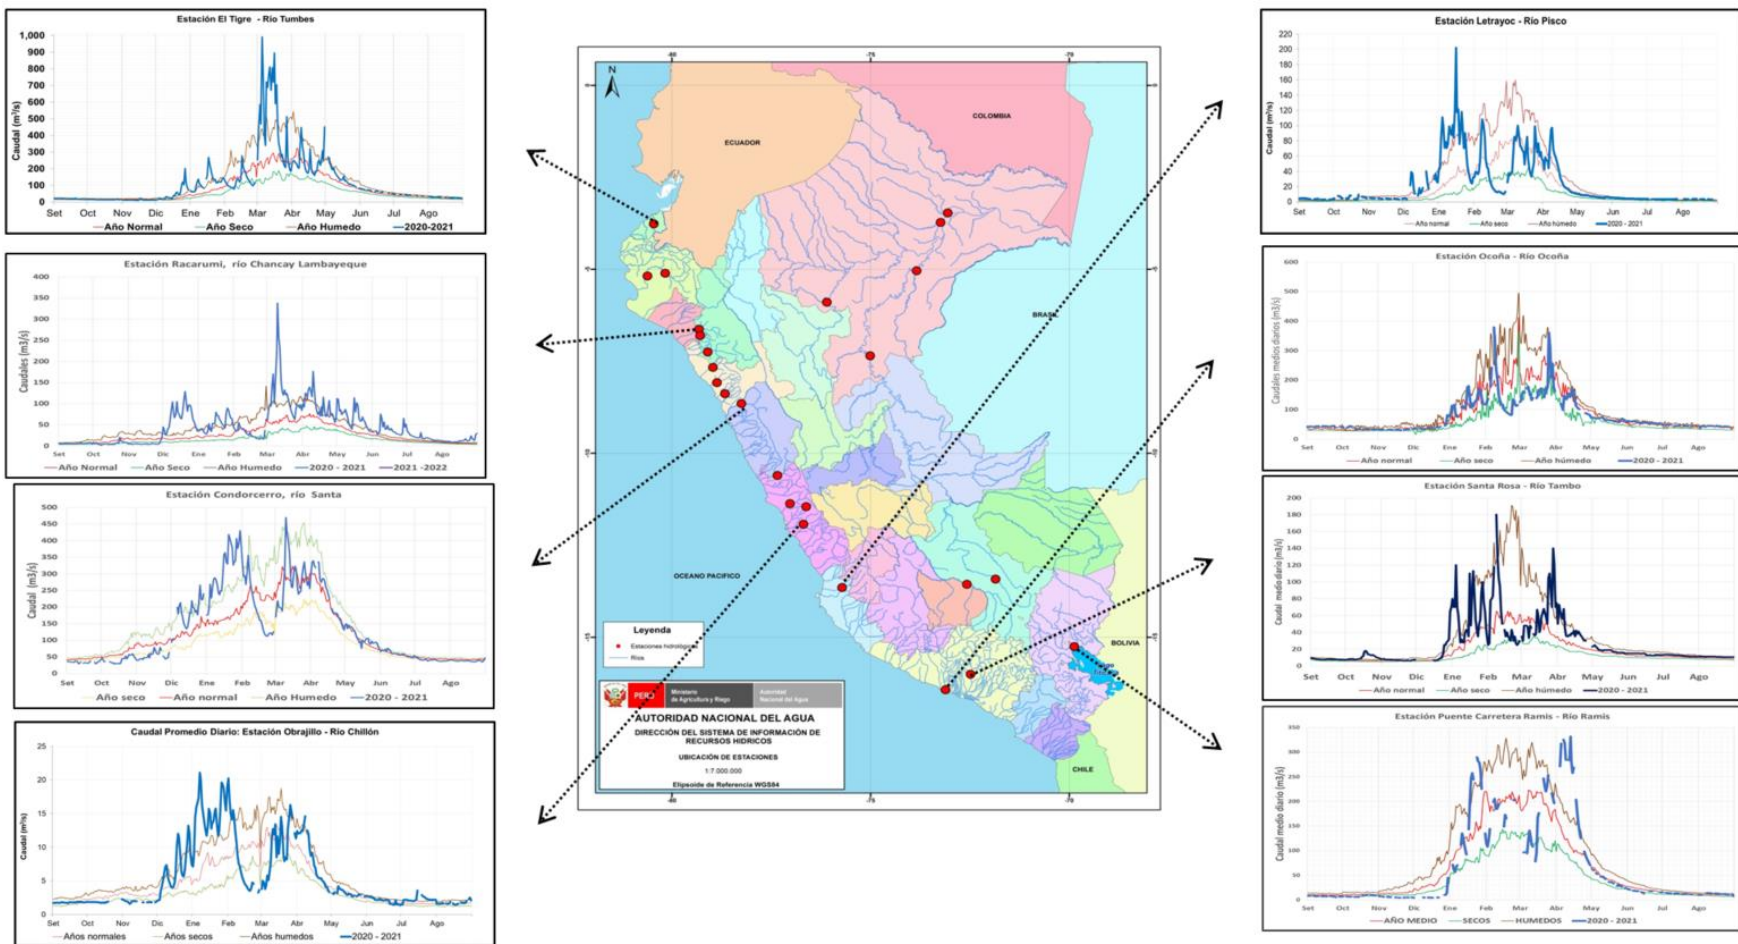 Estación El Tigre - Río Tumbes
Caudal (m³/s)
1,000
900
800
700
600
500
400
300
200
100
0
Set Oct Nov Dic Ene Feb Mar Abr May Jun Jul Ago
Año Normal Año Seco Año Humedo 2020-2021
Estación Racarumi, río Chancay Lambayeque
Caudales (m3/s)
400
350
300
250
200
150
100
50
0
Set Oct Nov Dic Ene Feb Mar Abr May Jun Jul Ago
Año Normal Año Seco Año Humedo 2020 - 2021 2021 -2022
Estación Condorcerro, río Santa
Caudal (m3/s)
500
450
400
350
300
250
200
150
100
50
0
Set Oct Nov Dic Ene Feb Mar Abr May Jun Jul Ago
Año seco Año normal Año Humedo 2020 - 2021
Caudal Promedio Diario: Estación Obrajillo - Río Chillón
Caudal (m³/s)
25
20
15
10
5
0
Set Oct Nov Dic Ene Feb Mar Abr May Jun Jul Ago
Años normales Años secos Años humedos 2020 - 2021
-80 -75 -70
N
COLOMBIA
ECUADOR
BRASIL
OCEANO PACIFICO
BOLIVIA
CHILE
Leyenda
Estaciones hidrológicas
Ríos
PERÚ
Ministerio de Agricultura y Riego
Autoridad Nacional del Agua
AUTORIDAD NACIONAL DEL AGUA
DIRECCIÓN DEL SISTEMA DE INFORMACIÓN DE
RECURSOS HIDRICOS
UBICACIÓN DE ESTACIONES
1:7.000.000
Elipsoide de Referencia WGS84
-80 -75 -70
Estación Letrayoc - Río Pisco
Caudal (m³/s)
220
200
180
160
140
120
100
80
60
40
20
0
Set Oct Nov Dic Ene Feb Mar Abr May Jun Jul Ago
Año normal Año seco Año húmedo 2020 - 2021
Estación Ocoña - Río Ocoña
Caudales medios diarios (m3/s)
600
500
400
300
200
100
0
Set Oct Nov Dic Ene Feb Mar Abr May Jun Jul Ago
Año normal Año seco Año húmedo 2020 - 2021
Estación Santa Rosa - Río Tambo
Caudal medio diario (m3/s)
200
180
160
140
120
100
80
60
40
20
0
Set Oct Nov Dic Ene Feb Mar Abr May Jun Jul Ago
Año normal Año seco Año húmedo 2020 - 2021
Estación Puente Carretera Ramis - Río Ramis
Caudal medio diario (m3/s)
350
300
250
200
150
100
50
0
Set Oct Nov Dic Ene Feb Mar Abr May Jun Jul Ago
AÑO MEDIO SECOS HUMEDOS 2020 - 2021